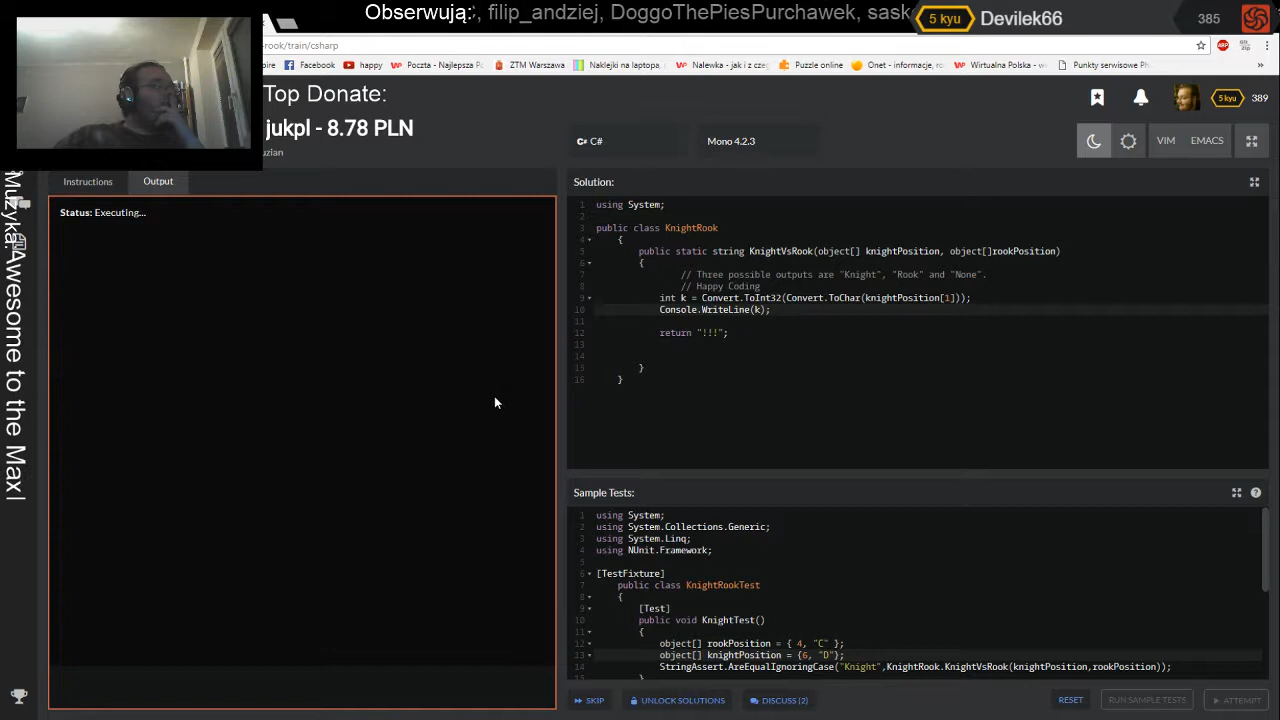 Obserwują:, filip_andziej, DoggoThePiesPurchawek,
5 kyu Devilek66 385
-rook/train/csharp
pire Facebook happy Poczta - Najlepsza Po ZTM Warszawa Naklejki na laptopa, Nalewka - jak i z czeg Puzzle online Onet - informacje, ro Wirtualna Polska - w Punkty serwisowe Ph »
Top Donate:
jukpl - 8.78 PLN
uzian
C# C# Mono 4.2.3 VIM EMACS
5 kyu 389
Muzyka: Awesome to the Max|
Instructions Output
Status: Executing...
Solution:
1 using System;
2
3 public class KnightRook
4 {
5 public static string KnightVsRook(object[] knightPosition, object[]rookPosition)
6 {
7 // Three possible outputs are "Knight", "Rook" and "None".
8 // Happy Coding
9 int k = Convert.ToInt32(Convert.ToChar(knightPosition[1]));
10 Console.WriteLine(k);
11
12 return "!!!";
13
14
15 }
16 }
Sample Tests:
1 using System;
2 using System.Collections.Generic;
3 using System.Linq;
4 using NUnit.Framework;
5
6 [TestFixture]
7 public class KnightRookTest
8 {
9 [Test]
10 public void KnightTest()
11 {
12 object[] rookPosition = { 4, "C" };
13 object[] knightPosition = {6, "D"};
14 StringAssert.AreEqualIgnoringCase("Knight",KnightRook.KnightVsRook(knightPosition,rookPosition));
15 }
SKIP UNLOCK SOLUTIONS DISCUSS (2) RESET RUN SAMPLE TESTS ATTEMPT